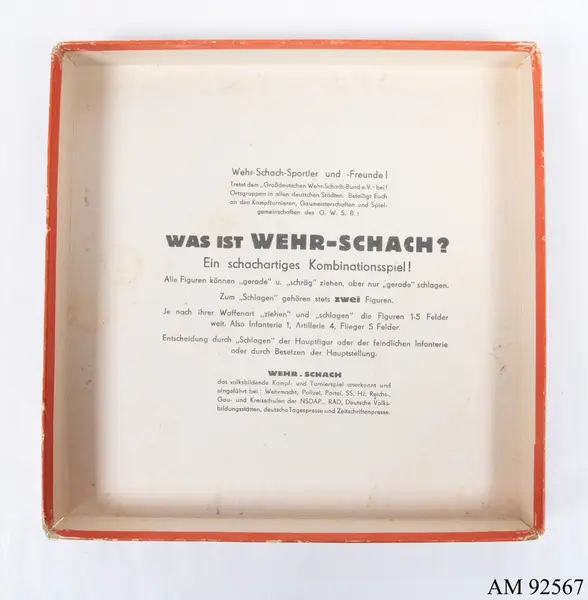 Wehr-Schach-Sportler und -Freunde!
Tretet dem „Großdeutschen Wehr-Schach-Bund e.V.- bei!
Ortsgruppen in allen deutschen Städten. Beteiligt Euch
an den Kampfturnieren, Gaumeisterschaften und Spiel-
gemeinschaften des G. W. S. B.!
WAS IST WEHR-SCHACH?
Ein schachartiges Kombinationsspiel!
Alle Figuren können „gerade" u. „schräg" ziehen, aber nur „gerade" schlagen.
Zum „Schlagen" gehören stets zwei Figuren.
Je nach ihrer Waffenart „ziehen" und „schlagen" die Figuren 1-5 Felder
weit. Also Infanterie 1, Artillerie 4, Flieger 5 Felder.
Entscheidung durch „Schlagen" der Hauptfigur oder der feindlichen Infanterie
oder durch Besetzen der Hauptstellung.
WEHR-SCHACH
das volksbildende Kampf- und Turnierspiel anerkannt und
eingeführt bei: Wehrmacht, Polizei, Partei, SS, HJ, Reichs-,
Gau- und Kreisschulen der NSDAP., RAD, Deutsche Volks-
bildungsstätten, deutsche Tagespresse und Zeitschriftenpresse.
AM 92567